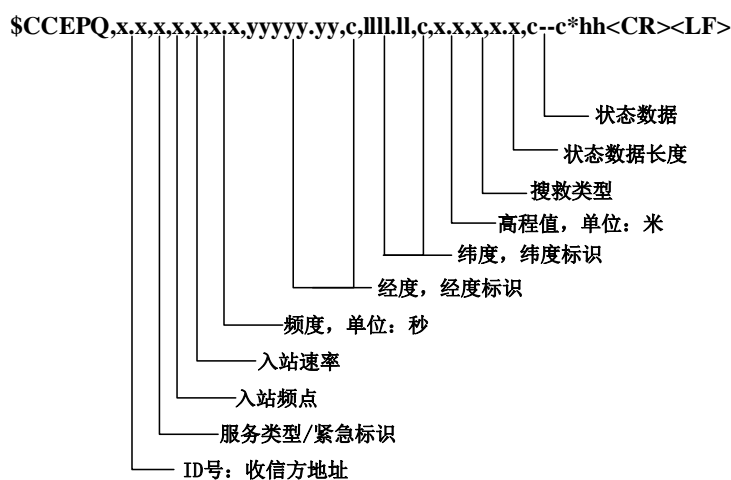 $CCEPQ,x.x,x,x,x,x.x,yyyyy.yy,c,llll.ll,c,x.x,x,x.x,c--c*hh<CR><LF>
状态数据
状态数据长度
搜救类型
高程值，单位：米
纬度，纬度标识
经度，经度标识
频度，单位：秒
入站速率
入站频点
服务类型/紧急标识
ID号：收信方地址